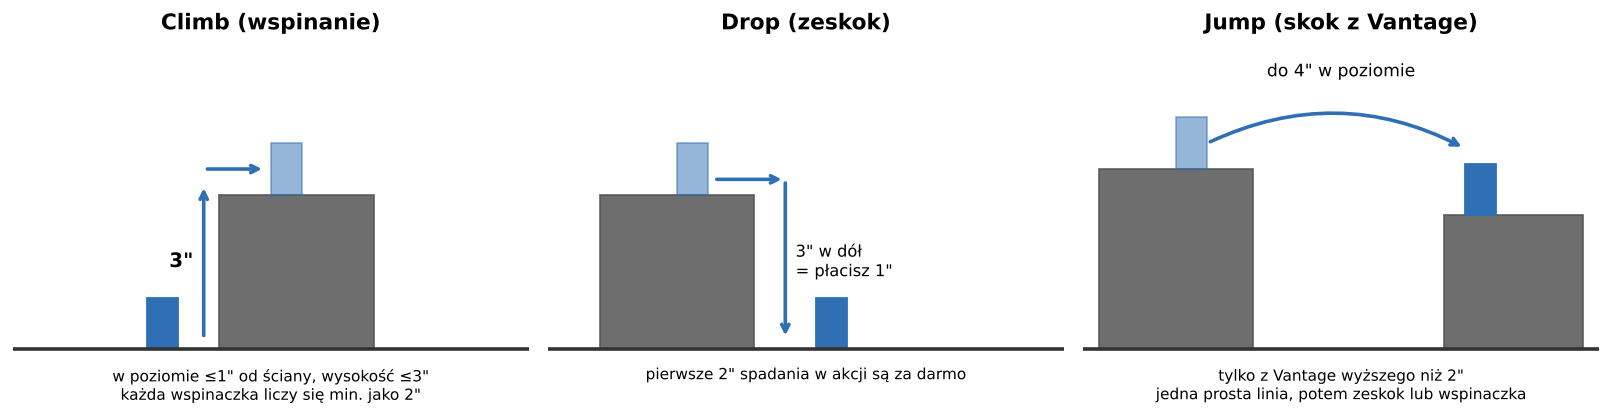 Climb (wspinanie)
3"
w poziomie ≤1" od ściany, wysokość ≤3"
każda wspinaczka liczy się min. jako 2"
Drop (zeskok)
3" w dół
= płacisz 1"
pierwsze 2" spadania w akcji są za darmo
Jump (skok z Vantage)
do 4" w poziomie
tylko z Vantage wyższego niż 2"
jedna prosta linia, potem zeskok lub wspinaczka